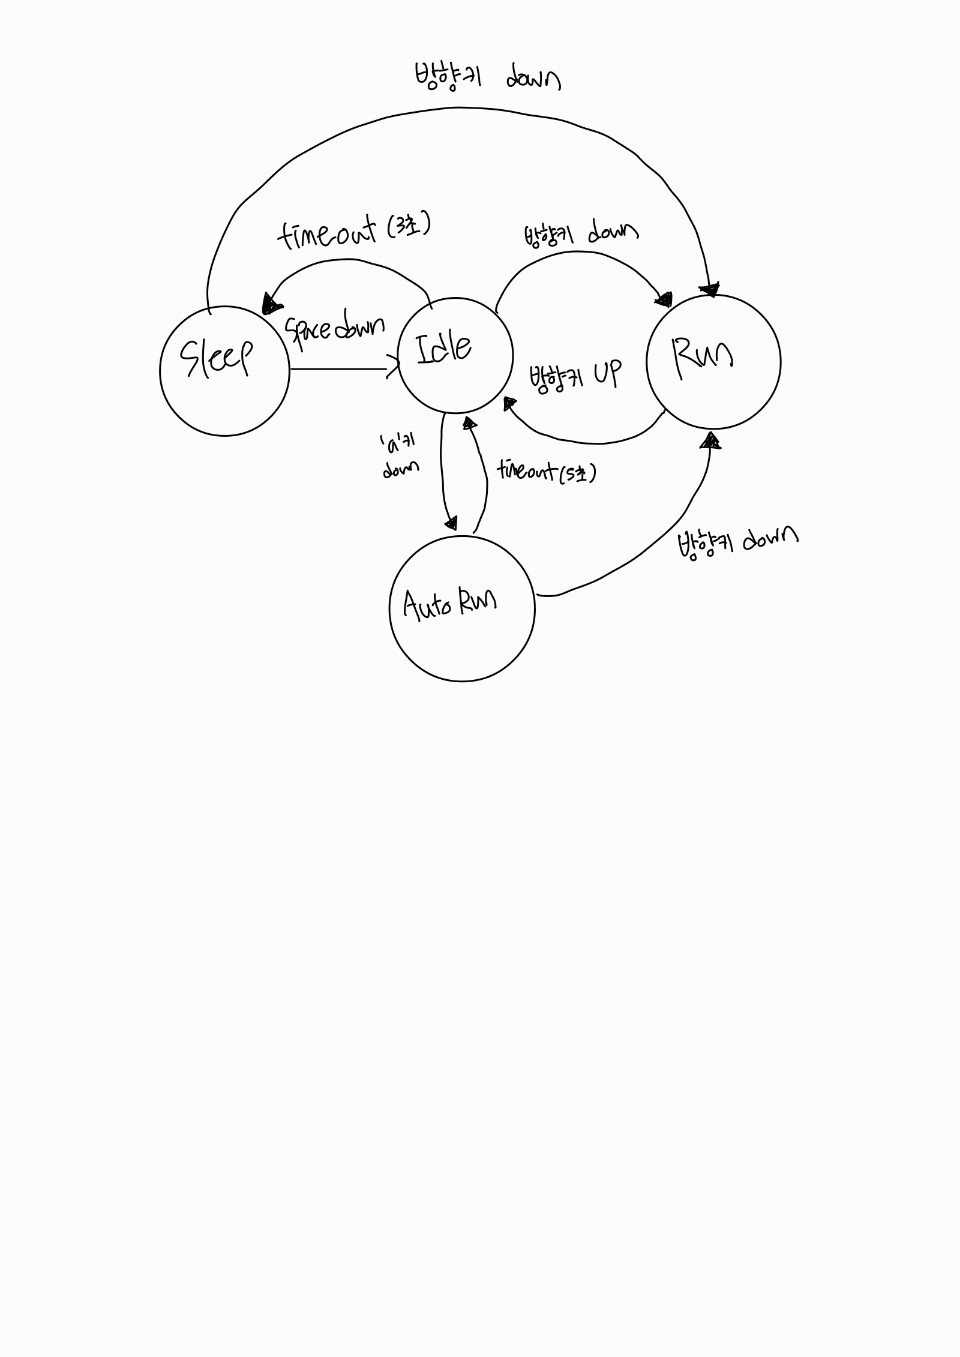 방향키 down
timeout (3초)
방향키 down
Space down
Sleep
Idle
Run
방향키 UP
'a'키
down
timeout (5초)
방향키 down
Auto Run